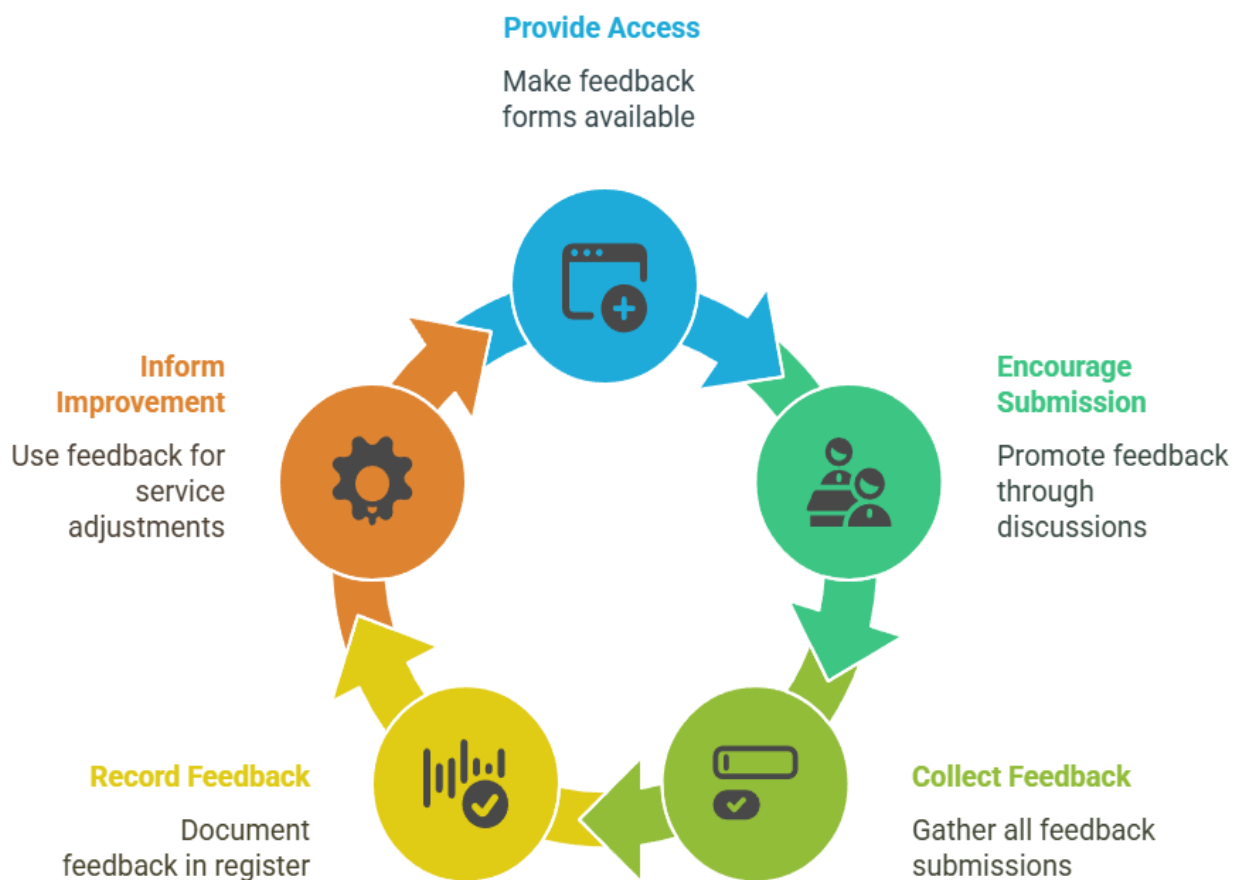 Provide Access
Make feedback
forms available
Encourage
Submission
Promote feedback
through
discussions
Collect Feedback
Gather all feedback
submissions
Record Feedback
Document
feedback in register
Inform
Improvement
Use feedback for
service
adjustments